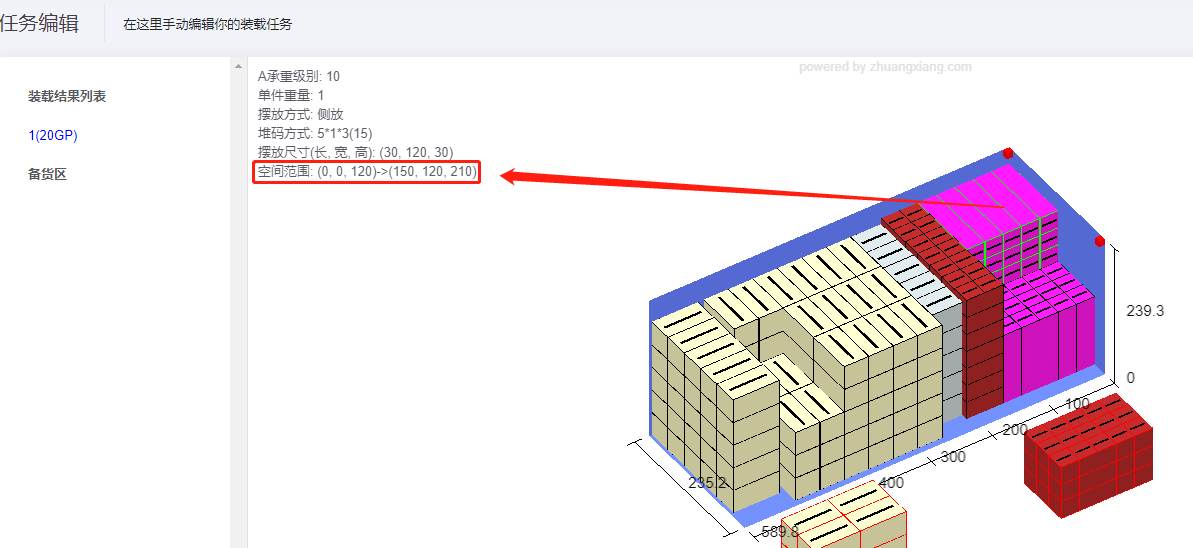 任务编辑
在这里手动编辑你的装载任务
装载结果列表
1(20GP)
备货区
A承重级别: 10
单件重量: 1
摆放方式: 侧放
堆码方式: 5*1*3(15)
摆放尺寸(长, 宽, 高): (30, 120, 30)
空间范围: (0, 0, 120)->(150, 120, 210)
powered by zhuangxiang.com
239.3
0
100
200
300
400
235.2
589.8